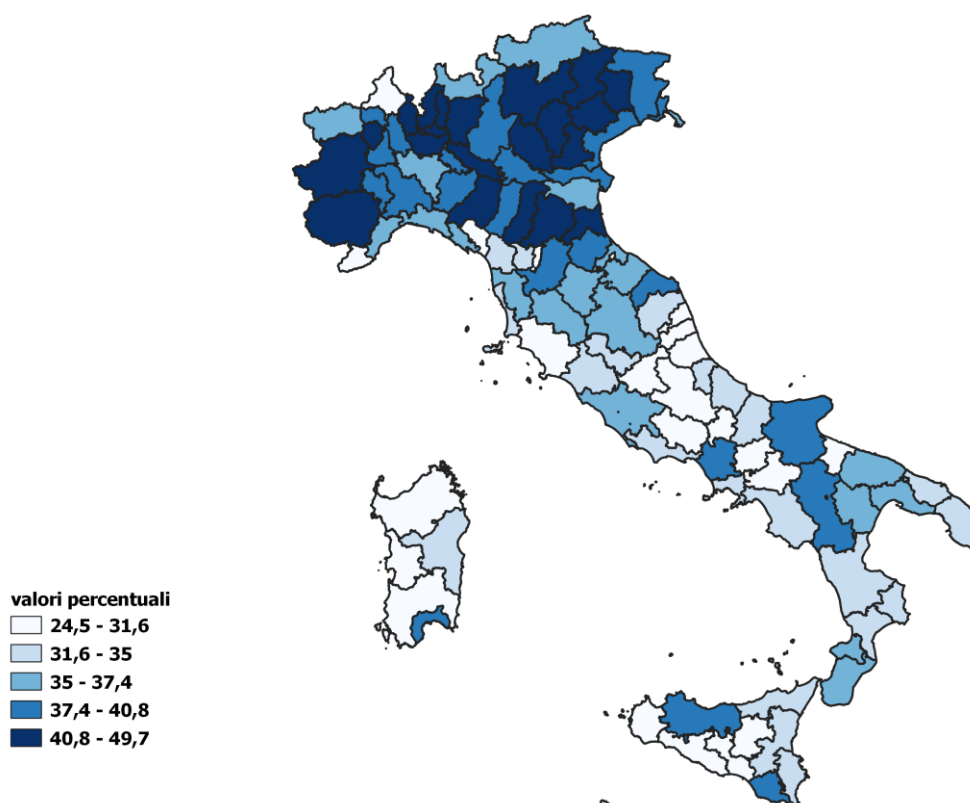 valori percentuali
24,5 - 31,6
31,6 - 35
35 - 37,4
37,4 - 40,8
40,8 - 49,7